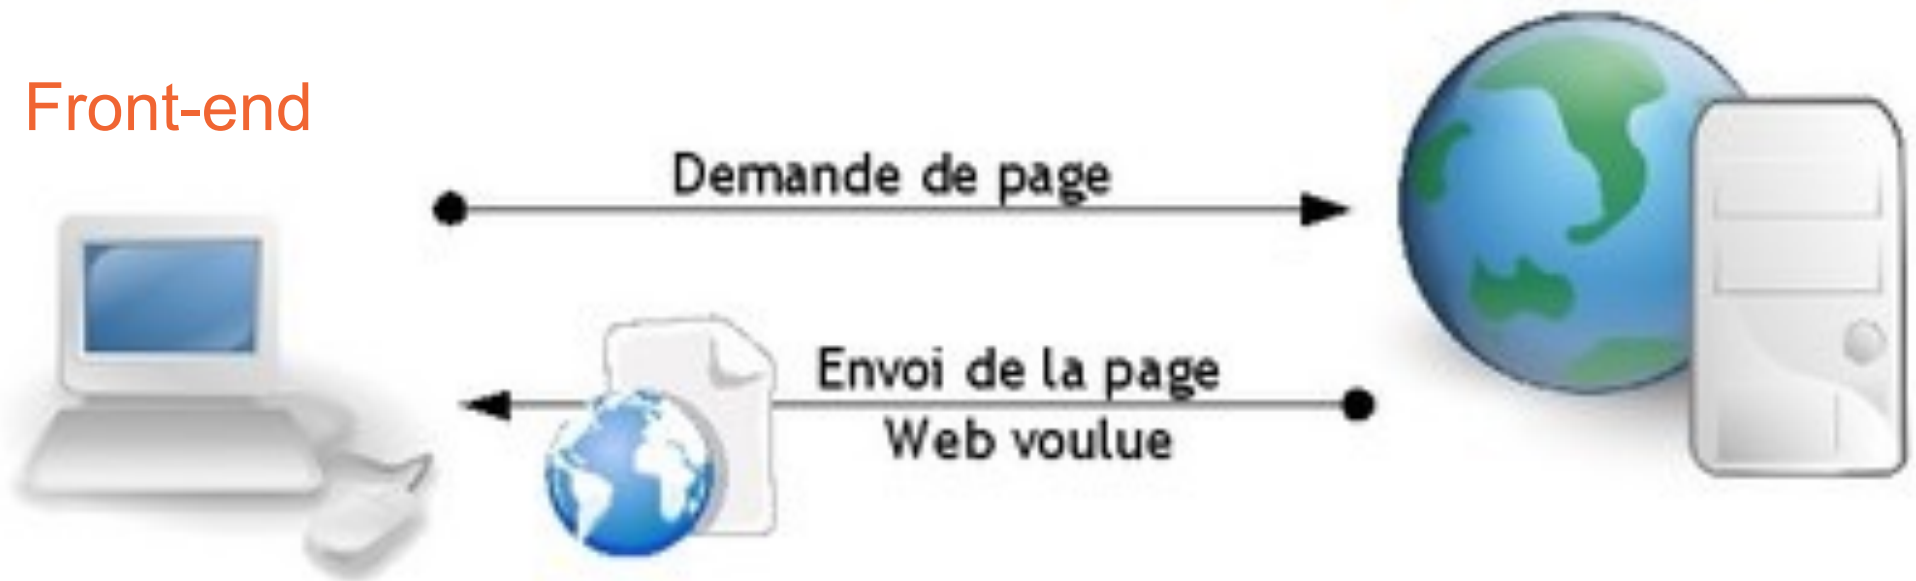 Front-end
Demande de page
Envoi de la page
Web voulue